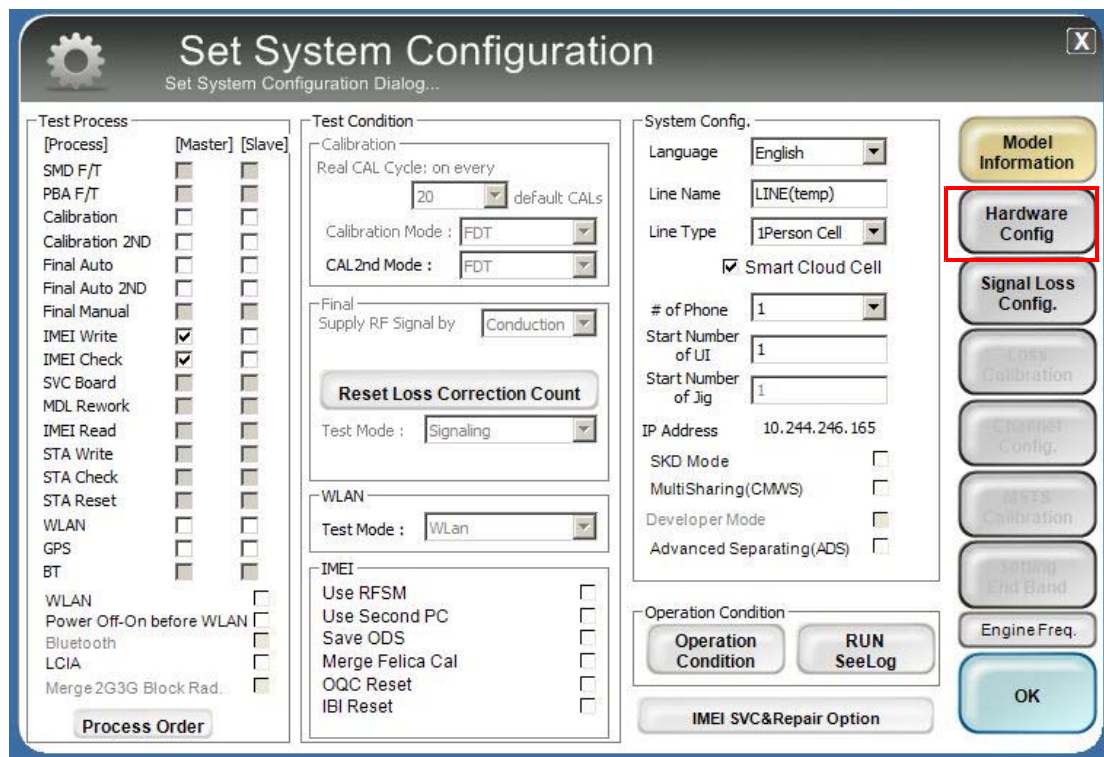 Set System Configuration
Set System Configuration Dialog...
X
Test Process
[Process] [Master] [Slave]
SMD F/T
PBA F/T
Calibration
Calibration 2ND
Final Auto
Final Auto 2ND
Final Manual
IMEI Write
IMEI Check
SVC Board
MDL Rework
IMEI Read
STA Write
STA Check
STA Reset
WLAN
GPS
BT
WLAN
Power Off-On before WLAN
Bluetooth
LCIA
Merge 2G3G Block Rad.
Process Order
Test Condition
Calibration
Real CAL Cycle: on every
20 default CALs
Calibration Mode : FDT
CAL2nd Mode : FDT
Final
Supply RF Signal by Conduction
Reset Loss Correction Count
Test Mode : Signaling
WLAN
Test Mode : WLan
IMEI
Use RFSM
Use Second PC
Save ODS
Merge Felica Cal
OQC Reset
IBI Reset
System Config.
Language English
Line Name LINE(temp)
Line Type 1Person Cell
Smart Cloud Cell
# of Phone 1
Start Number
of UI 1
Start Number
of Jig 1
IP Address 10.244.246.165
SKD Mode
MultiSharing(CMWS)
Developer Mode
Advanced Separating(ADS)
Operation Condition
Operation
Condition
RUN
SeeLog
IMEI SVC&Repair Option
Model
Information
Hardware
Config
Signal Loss
Config.
Loss
Calibration
Channel
Config.
MSTS
Calibration
Setting
End Band
Engine Freq.
OK